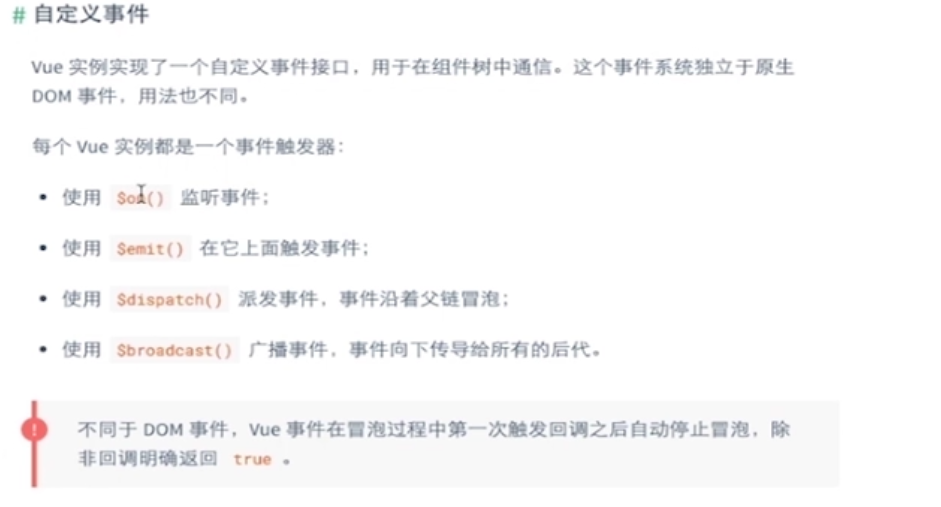 # 自定义事件
Vue 实例实现了一个自定义事件接口，用于在组件树中通信。这个事件系统独立于原生
DOM 事件，用法也不同。
每个 Vue 实例都是一个事件触发器：
• 使用 $on() 监听事件；
• 使用 $emit() 在它上面触发事件；
• 使用 $dispatch() 派发事件，事件沿着父链冒泡；
• 使用 $broadcast() 广播事件，事件向下传导给所有的后代。
! 不同于 DOM 事件，Vue 事件在冒泡过程中第一次触发回调之后自动停止冒泡，除
非回调明确返回 true 。